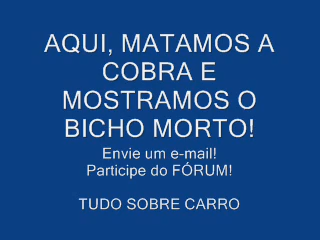 AQUI, MATAMOS A
COBRA E
MOSTRAMOS O
BICHO MORTO!
Envie um e-mail!
Participe do FÓRUM!
TUDO SOBRE CARRO